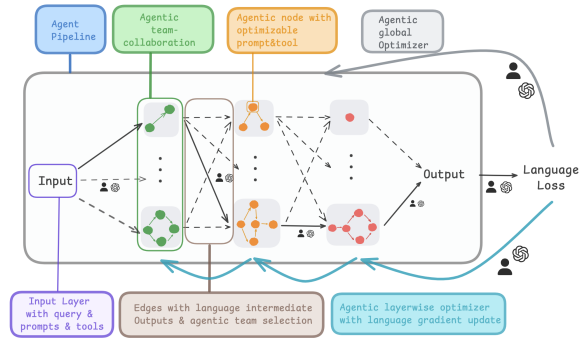 Agent
Pipeline
Agentic
team-
collaboration
Agentic node with
optimizable
prompt&tool
Agentic
global
Optimizer
Input
Output
Language
Loss
Input Layer
with query &
prompts & tools
Edges with language intermediate
Outputs & agentic team selection
Agentic layerwise optimizer
with language gradient update